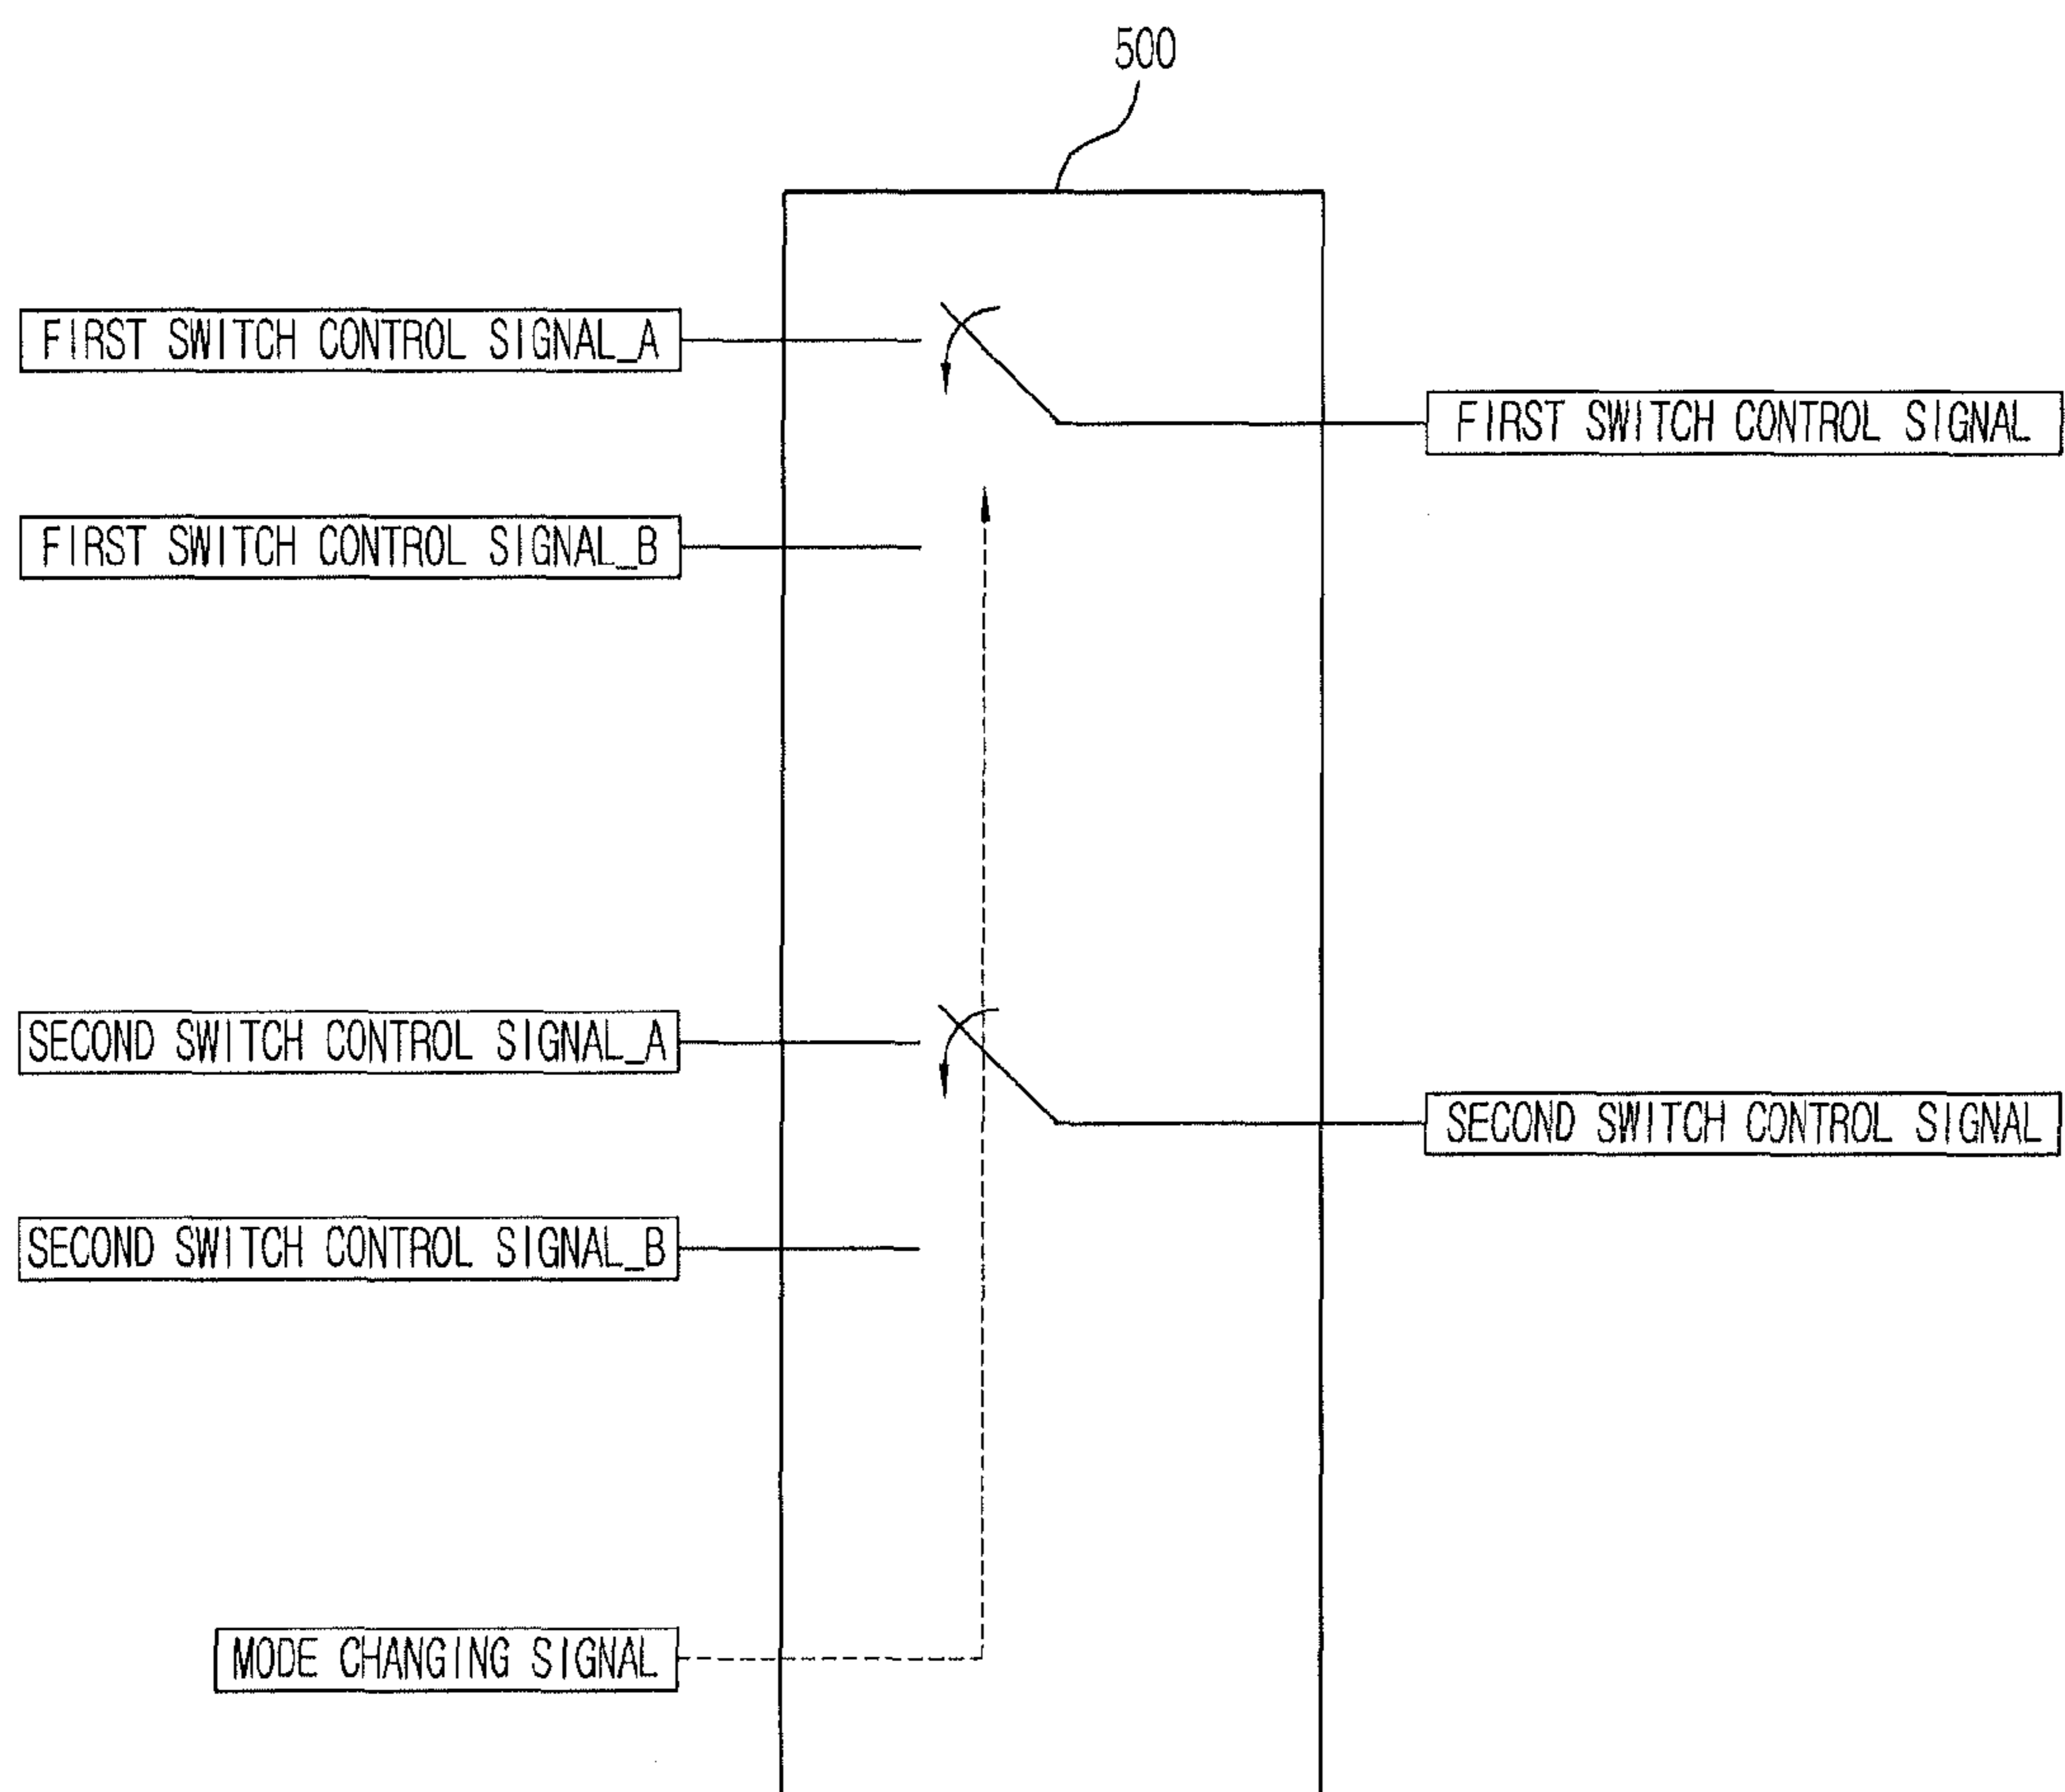 500
FIRST SWITCH CONTROL SIGNAL_A
FIRST SWITCH CONTROL SIGNAL
FIRST SWITCH CONTROL SIGNAL_B
SECOND SWITCH CONTROL SIGNAL_A
SECOND SWITCH CONTROL SIGNAL
SECOND SWITCH CONTROL SIGNAL_B
MODE CHANGING SIGNAL